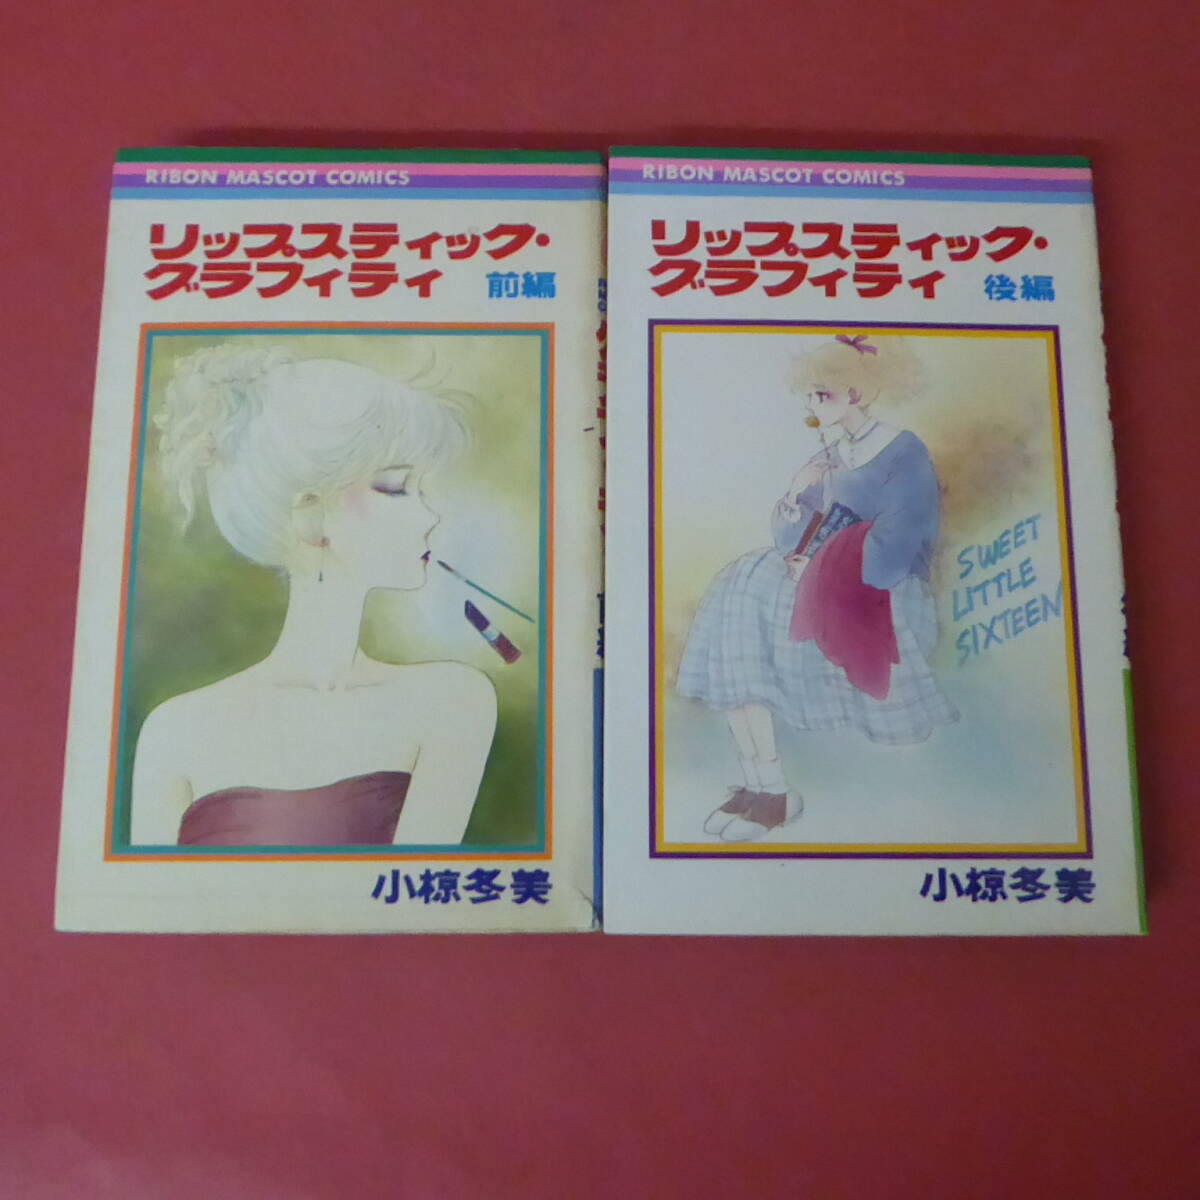 RIBON MASCOT COMICS
リップスティック・
グラフィティ 前編
小椋冬美
RIBON MASCOT COMICS
リップスティック・
グラフィティ 後編
SWEET
LITTLE
SIXTEEN
小椋冬美